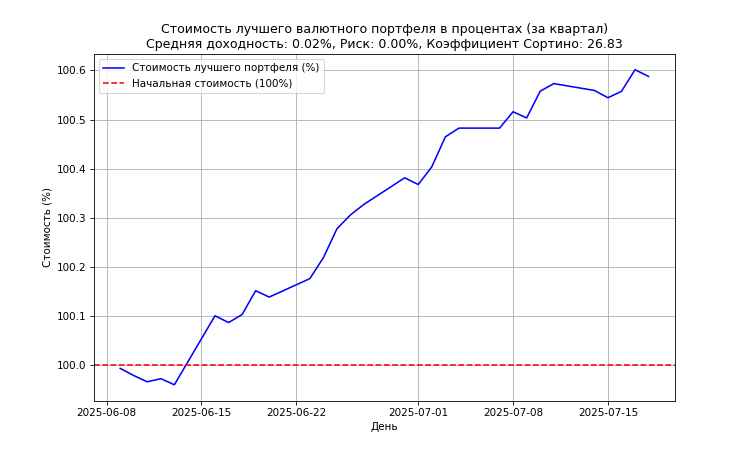 Стоимость лучшего валютного портфеля в процентах (за квартал)
Средняя доходность: 0.02%, Риск: 0.00%, Коэффициент Сортино: 26.83
Стоимость лучшего портфеля (%)
Начальная стоимость (100%)
Стоимость (%)
100.6
100.5
100.4
100.3
100.2
100.1
100.0
2025-06-08
2025-06-15
2025-06-22
2025-07-01
2025-07-08
2025-07-15
День